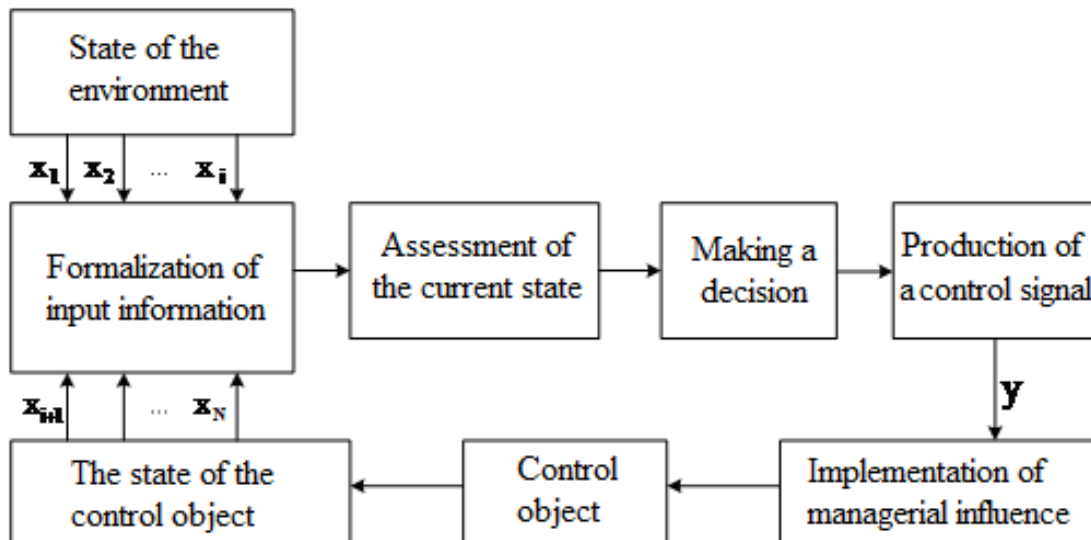 State of the
environment
x1 x2 ... xi
Formalization of
input information
Assessment of
the current state
Making a
decision
Production of
a control signal
xi+1 ... xN
y
The state of the
control object
Control
object
Implementation of
managerial influence